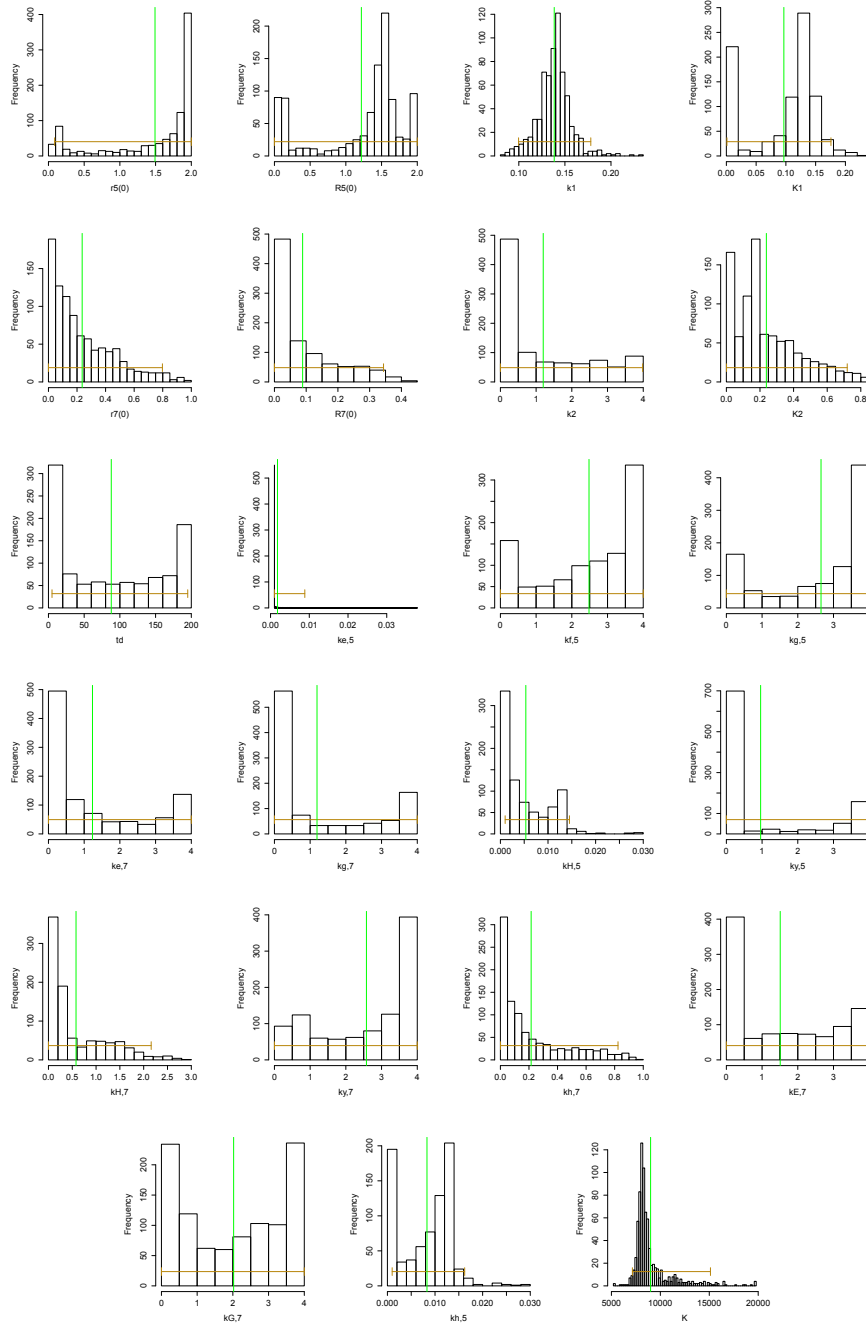 Frequency
0 100 200 300 400
0.0 0.5 1.0 1.5 2.0
r5(0)
Frequency
0 50 100 150 200
0.0 0.5 1.0 1.5 2.0
R5(0)
Frequency
0 20 40 60 80 100 120
0.10 0.15 0.20
k1
Frequency
0 50 100 200 300
0.00 0.05 0.10 0.15 0.20
K1
Frequency
0 50 100 150
0.0 0.2 0.4 0.6 0.8 1.0
r7(0)
Frequency
0 100 200 300 400 500
0.0 0.1 0.2 0.3 0.4
R7(0)
Frequency
0 100 200 300 400 500
0 1 2 3 4
k2
Frequency
0 50 100 150
0.0 0.2 0.4 0.6 0.8
K2
Frequency
0 50 100 150 200 250 300
0 50 100 150 200
td
Frequency
0 100 200 300 400 500
0.00 0.01 0.03
ke,5
Frequency
0 50 100 150 200 300
0 1 2 3 4
kf,5
Frequency
0 100 200 300 400
0 1 2 3
kg,5
Frequency
0 100 200 300 400 500
0 1 2 3 4
ke,7
Frequency
0 100 200 300 400 500
0 1 2 3 4
kg,7
Frequency
0 50 100 200 300
0.000 0.010 0.020 0.030
kH,5
Frequency
0 100 200 300 400 500 600 700
0 1 2 3
ky,5
Frequency
0 100 200 300
0.0 0.5 1.0 1.5 2.0 2.5 3.0
kH,7
Frequency
0 100 200 300 400
0 1 2 3 4
ky,7
Frequency
0 50 100 200 300
0.0 0.2 0.4 0.6 0.8 1.0
kh,7
Frequency
0 100 200 300 400
0 1 2 3
kE,7
Frequency
0 50 100 150 200
0 1 2 3 4
kG,7
Frequency
0 50 100 150 200
0.000 0.010 0.020 0.030
kh,5
Frequency
0 20 40 60 80 100 120
5000 10000 15000 20000
K